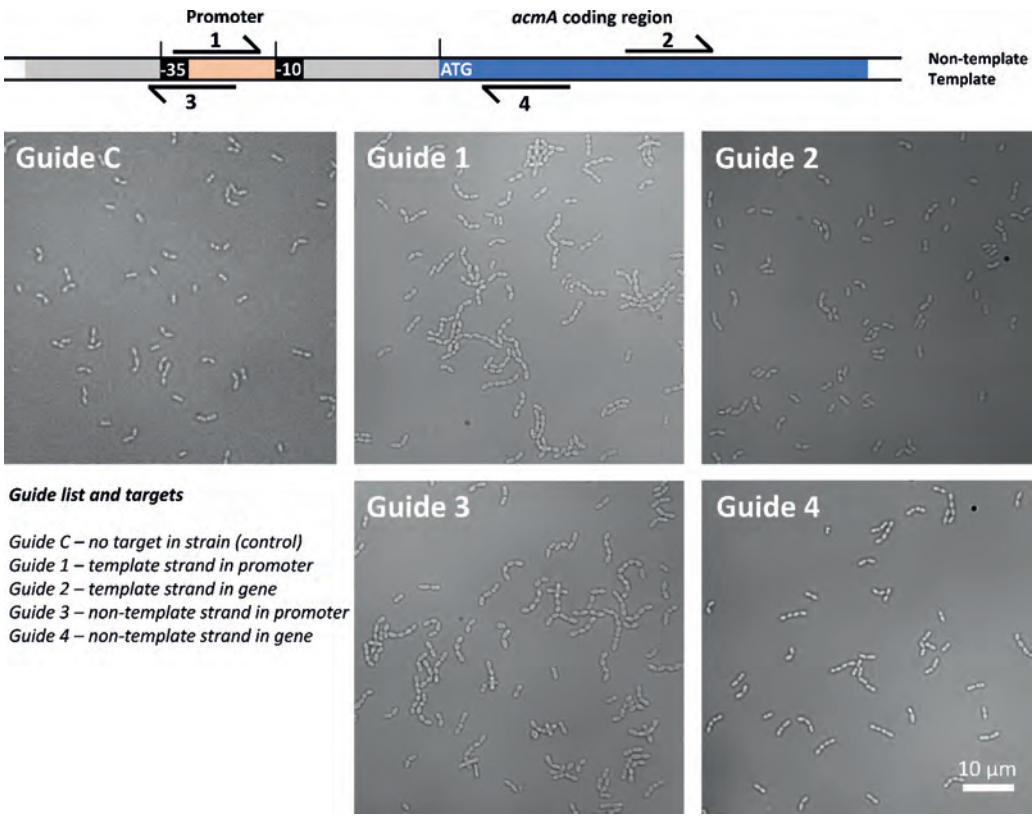 Promoter
acmA coding region
1
2
-35
-10
ATG
Non-template
Template
3
4
Guide C
Guide 1
Guide 2
Guide list and targets
Guide C – no target in strain (control)
Guide 1 – template strand in promoter
Guide 2 – template strand in gene
Guide 3 – non-template strand in promoter
Guide 4 – non-template strand in gene
Guide 3
Guide 4
10 µm